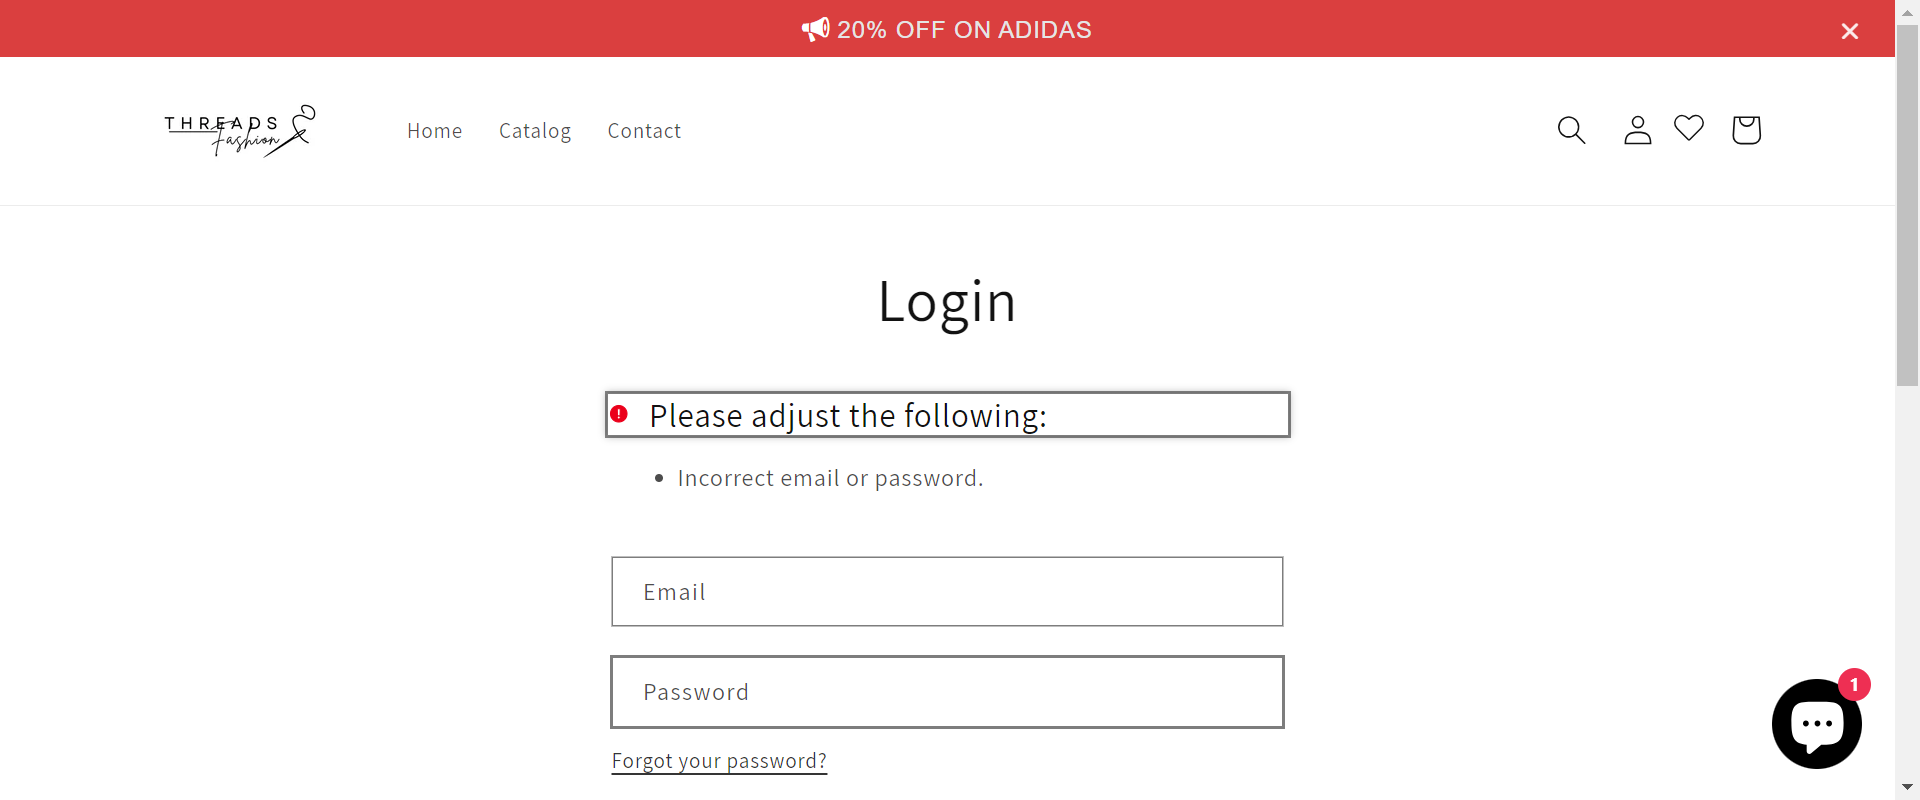 20% OFF ON ADIDAS
THREADS
Fashion
Home
Catalog
Contact
Login
Please adjust the following:
Incorrect email or password.
Email
Password
Forgot your password?
1